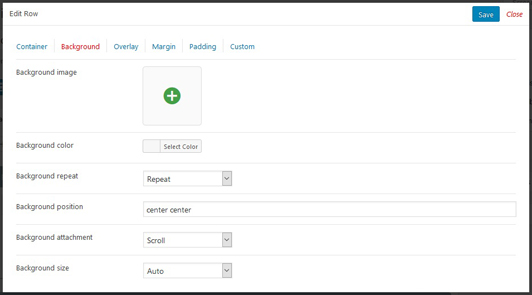 Edit Row
Save
Close
Container Background Overlay Margin Padding Custom
Background image
Background color
Select Color
Background repeat
Repeat
Background position
center center
Background attachment
Scroll
Background size
Auto